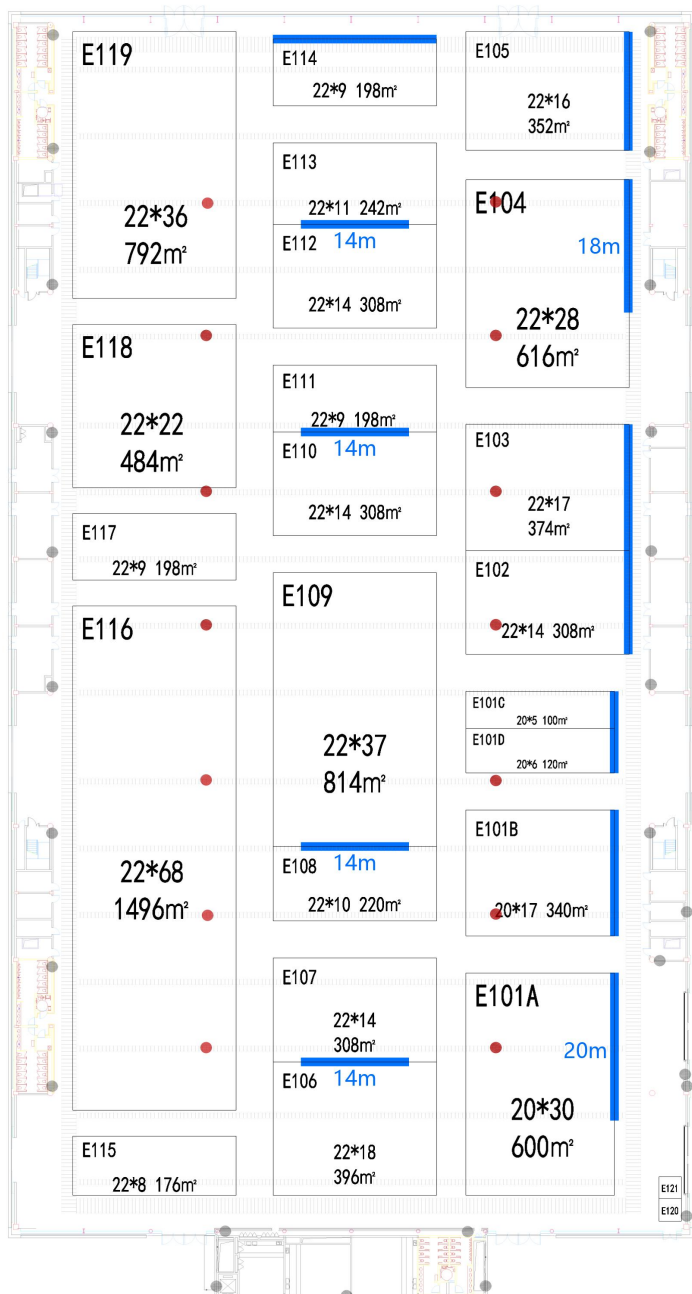 E119
22*36
792㎡
E118
22*22
484㎡
E117
22*9 198㎡
E116
22*68
1496㎡
E115
22*8 176㎡
E114
22*9 198㎡
E113
22*11 242㎡
14m
E112
22*14 308㎡
E111
22*9 198㎡
14m
E110
22*14 308㎡
E109
22*37
814㎡
14m
E108
22*10 220㎡
E107
22*14
308㎡
14m
E106
22*18
396㎡
E105
22*16
352㎡
E104
18m
22*28
616㎡
E103
22*17
374㎡
E102
22*14 308㎡
E101C
20*5 100㎡
E101D
20*6 120㎡
E101B
20*17 340㎡
E101A
20m
20*30
600㎡
E121
E120